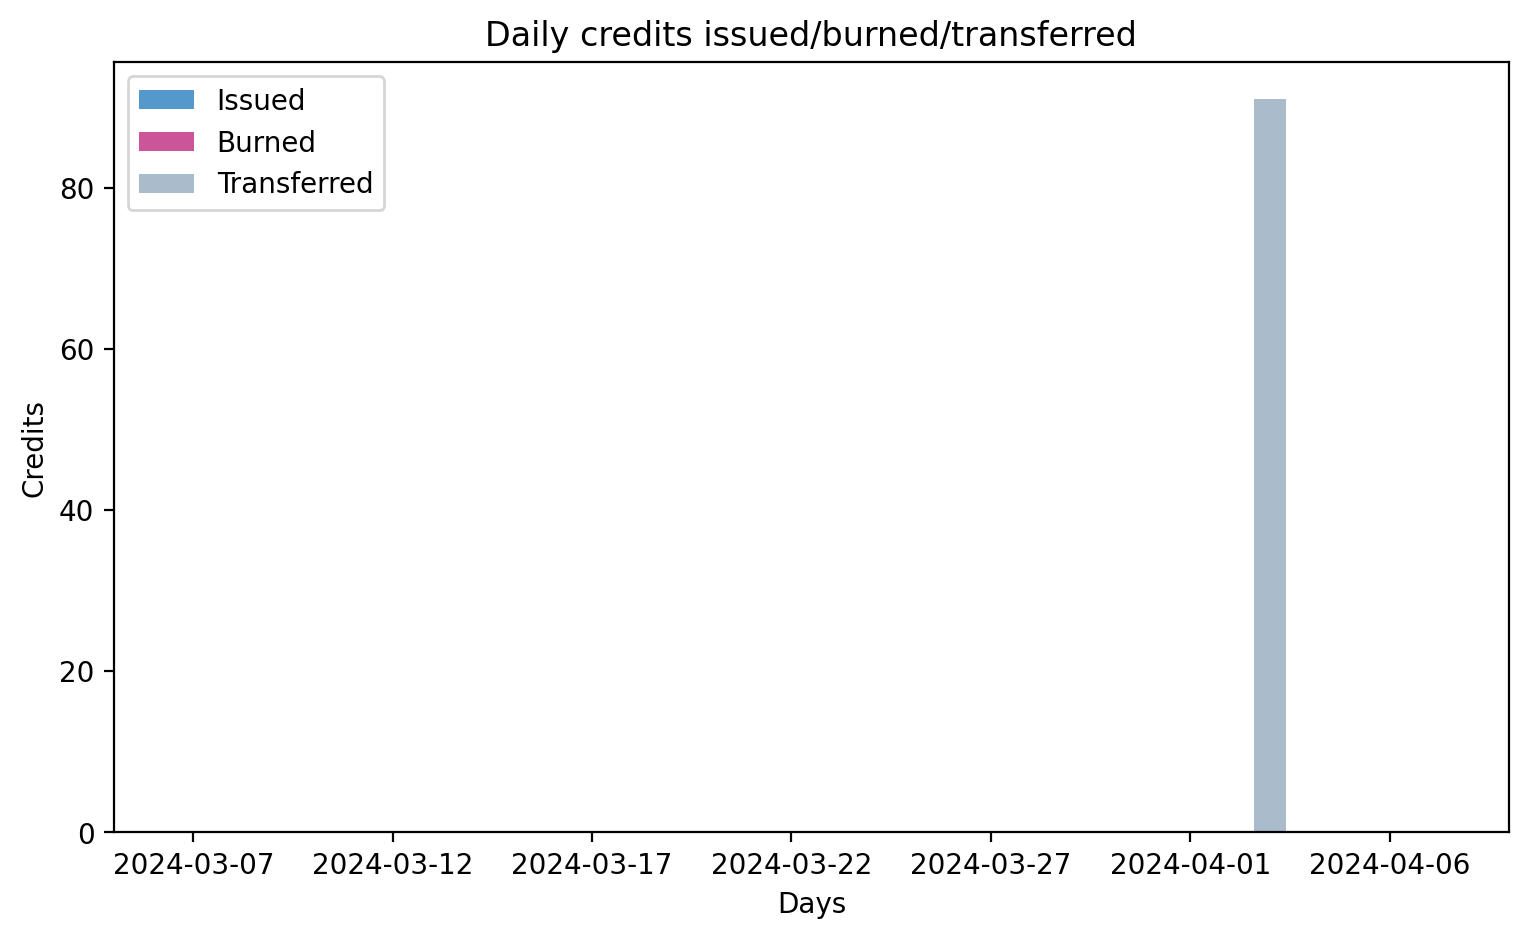 Daily credits issued/burned/transferred
Issued
Burned
Transferred
80
60
40
20
0
Credits
2024-03-07 2024-03-12 2024-03-17 2024-03-22 2024-03-27 2024-04-01 2024-04-06
Days